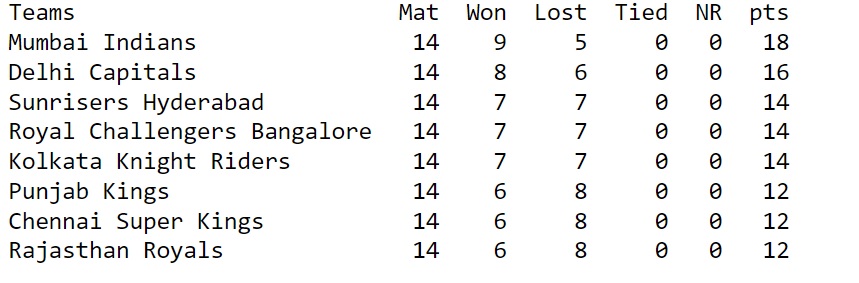 Teams Mat Won Lost Tied NR pts
Mumbai Indians 14 9 5 0 0 18
Delhi Capitals 14 8 6 0 0 16
Sunrisers Hyderabad 14 7 7 0 0 14
Royal Challengers Bangalore 14 7 7 0 0 14
Kolkata Knight Riders 14 7 7 0 0 14
Punjab Kings 14 6 8 0 0 12
Chennai Super Kings 14 6 8 0 0 12
Rajasthan Royals 14 6 8 0 0 12